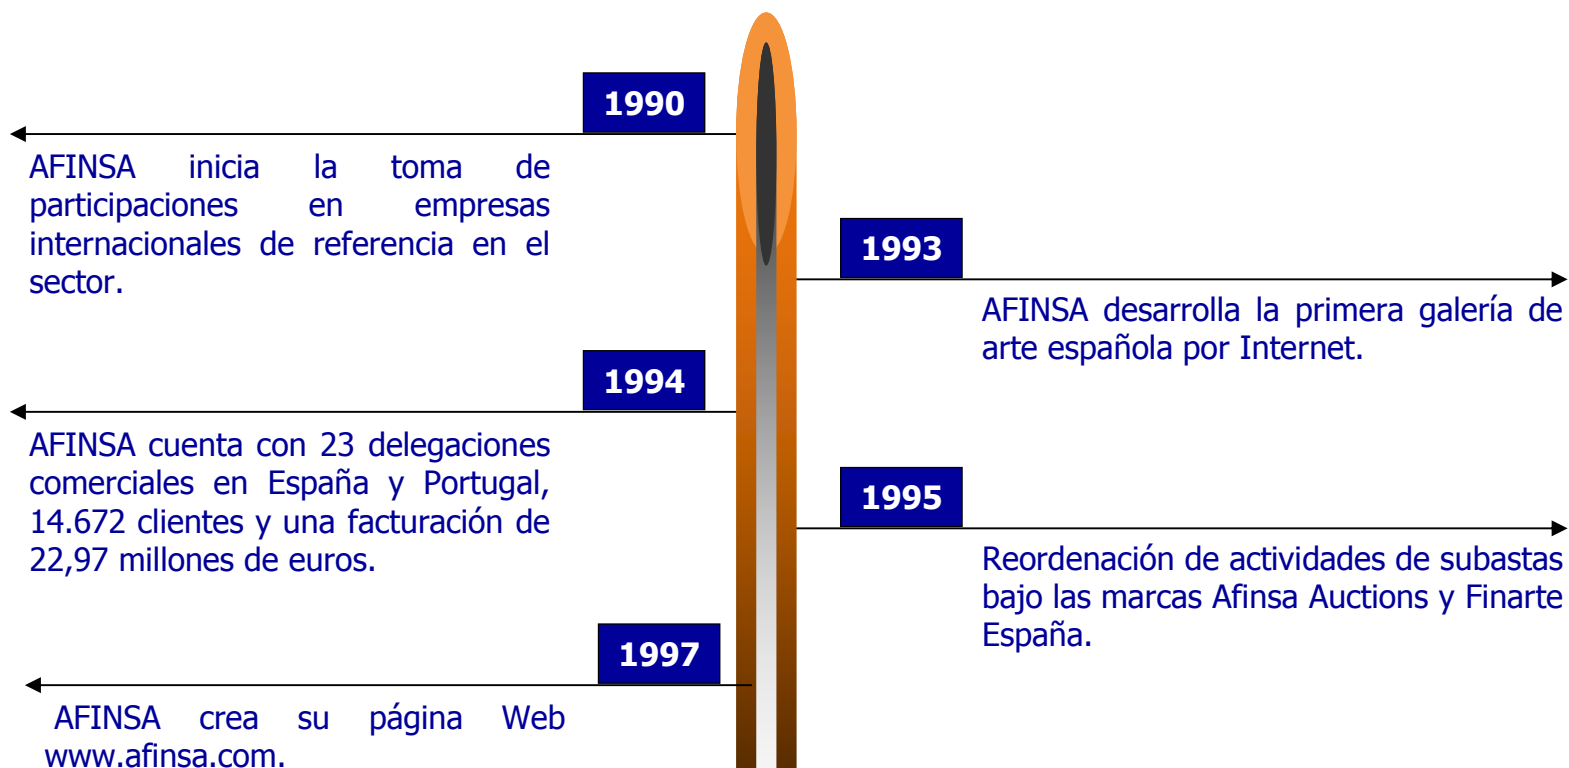 1990
AFINSA inicia la toma de
participaciones en empresas
internacionales de referencia en el
sector.
1993
AFINSA desarrolla la primera galería de
arte española por Internet.
1994
AFINSA cuenta con 23 delegaciones
comerciales en España y Portugal,
14.672 clientes y una facturación de
22,97 millones de euros.
1995
Reordenación de actividades de subastas
bajo las marcas Afinsa Auctions y Finarte
España.
1997
AFINSA crea su página Web
www.afinsa.com.